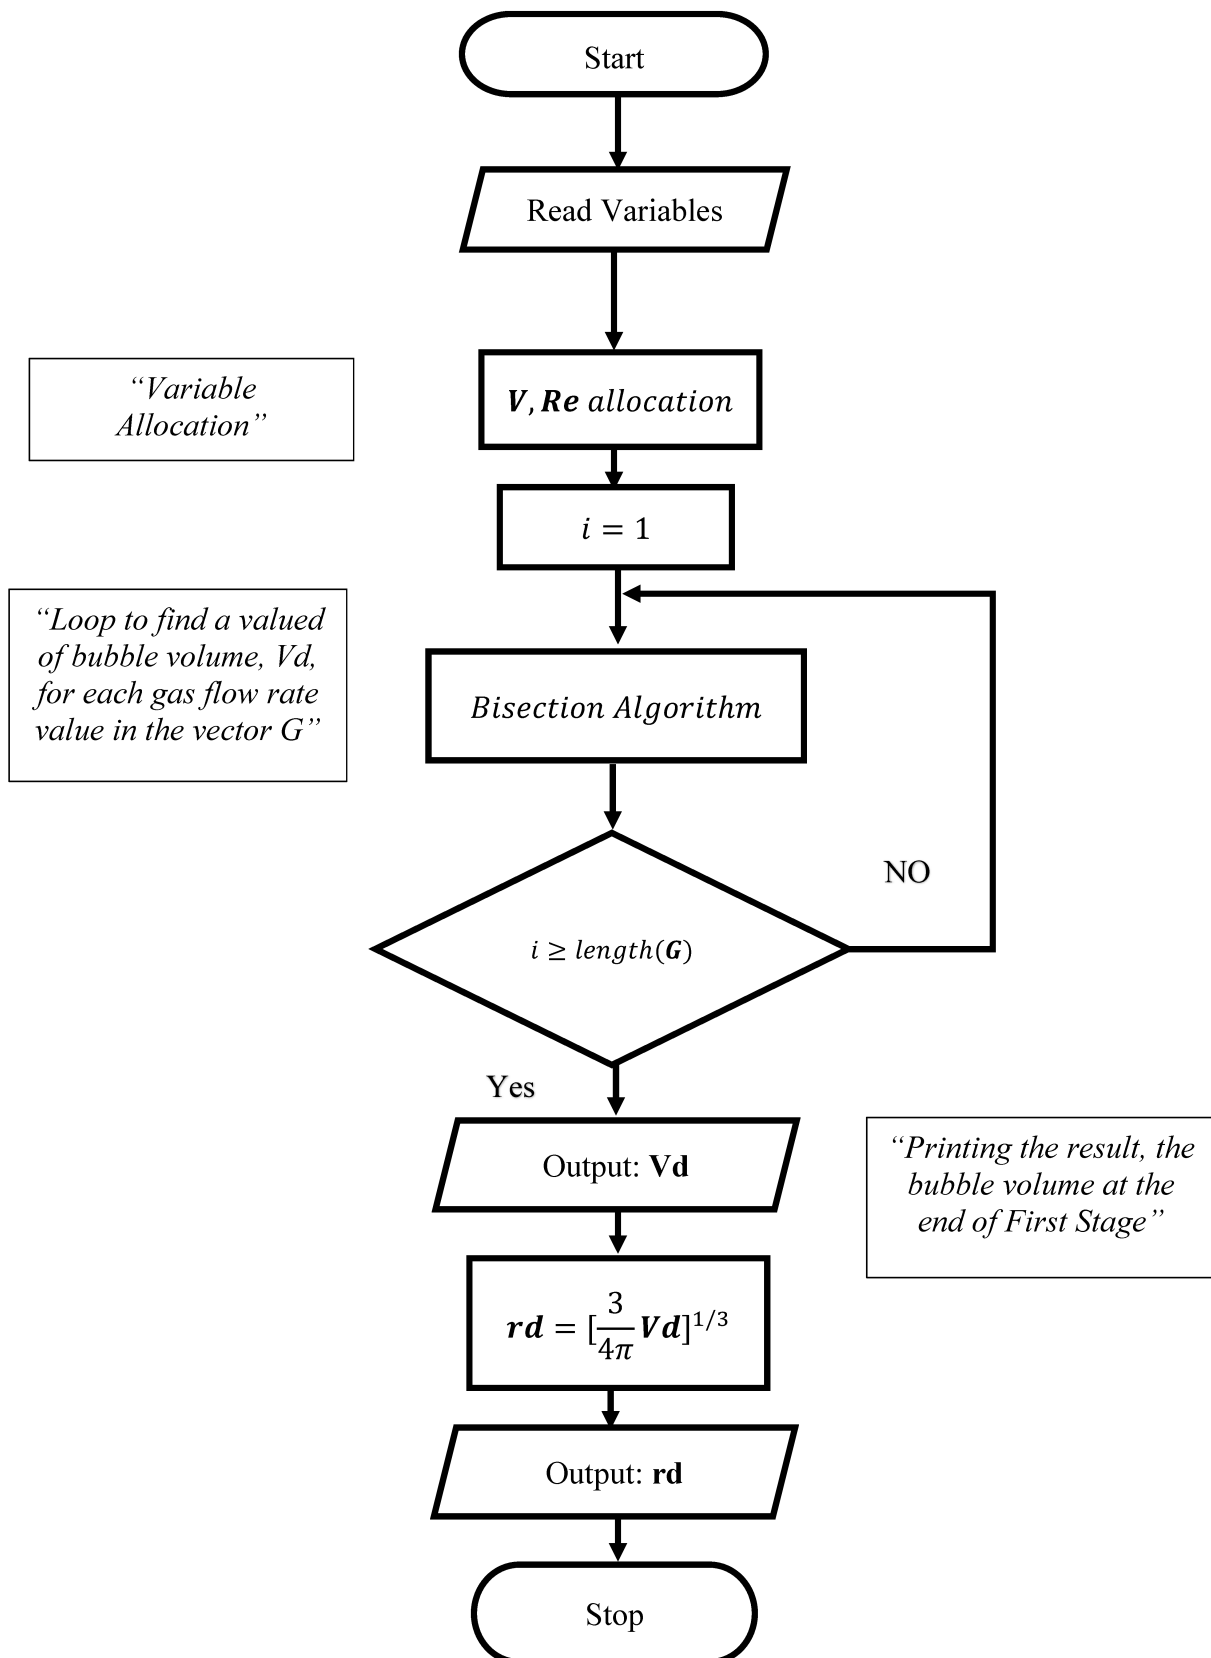 Start
Read Variables
“Variable
Allocation”
V, Re allocation
i = 1
“Loop to find a valued
of bubble volume, Vd,
for each gas flow rate
value in the vector G”
Bisection Algorithm
NO
i ≥ length(G)
Yes
Output: Vd
“Printing the result, the
bubble volume at the
end of First Stage”
rd = [3/4π Vd]^1/3
Output: rd
Stop